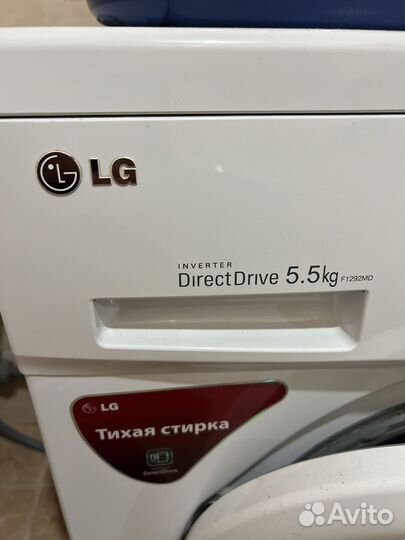 LG
INVERTER
DirectDrive 5.5kg F1292MD
LG
Тихая стирка
DirectDrive
Avito